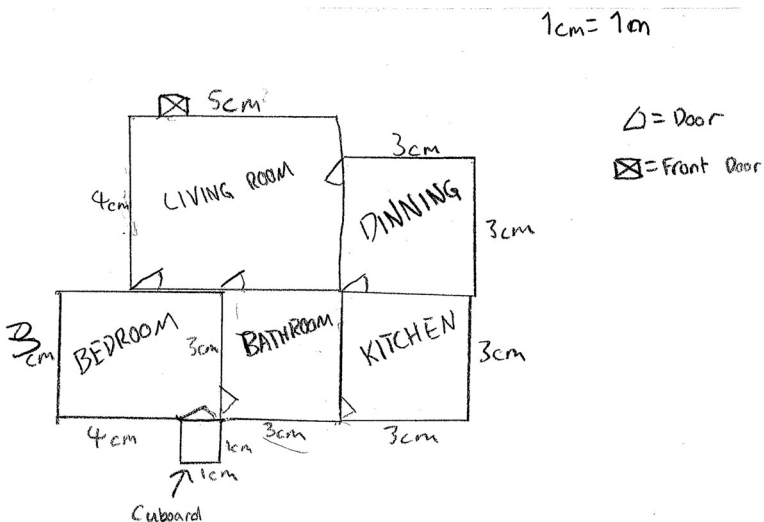 1cm = 1m
5cm
= Door
3cm
= Front Door
LIVING ROOM
4cm
DINNING
3cm
3cm
BEDROOM
3cm
BATHROOM
KITCHEN
3cm
4cm
1cm
3cm
3cm
1cm
Cuboard